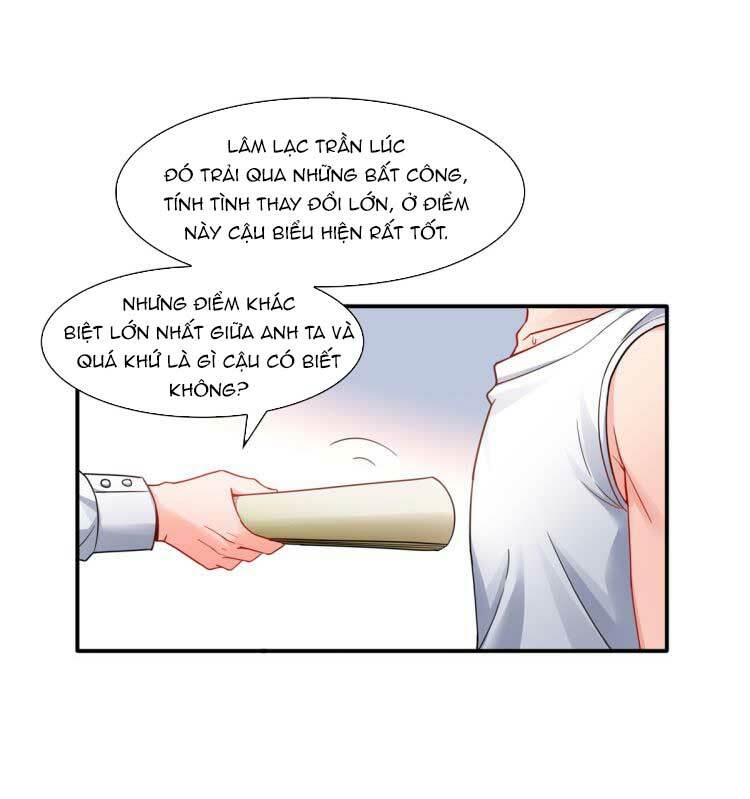 LÂM LẠC TRẦN LÚC
ĐÓ TRẢI QUA NHỮNG BẤT CÔNG,
TÍNH TÌNH THAY ĐỔI LỚN, Ở ĐIỂM
NÀY CẬU BIỂU HIỆN RẤT TỐT.
NHƯNG ĐIỂM KHÁC
BIỆT LỚN NHẤT GIỮA ANH TA VÀ
QUÁ KHỨ LÀ GÌ CẬU CÓ BIẾT
KHÔNG?